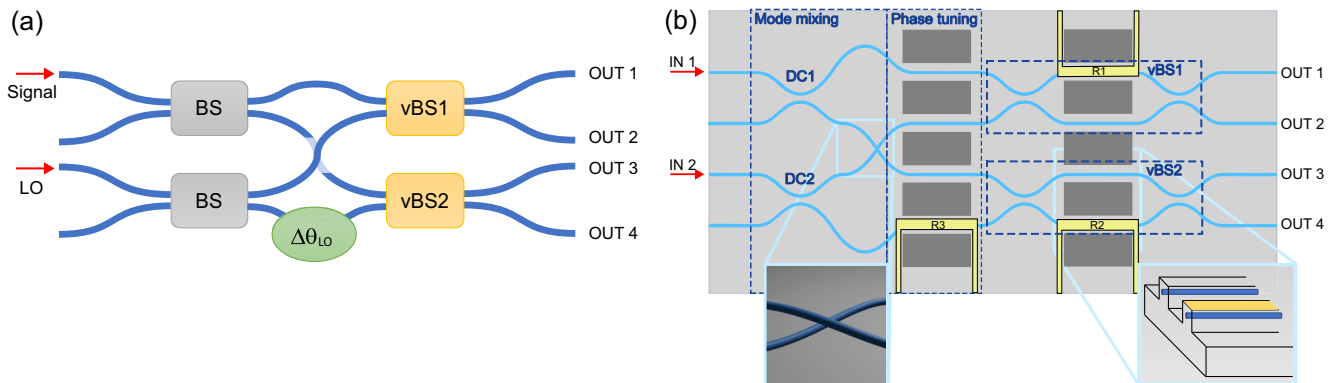 (a)
Signal
LO
BS
BS
vBS1
vBS2
ΔθLO
OUT 1
OUT 2
OUT 3
OUT 4
(b)
Mode mixing
Phase tuning
IN 1
IN 2
DC1
DC2
R3
R1
vBS1
vBS2
R2
OUT 1
OUT 2
OUT 3
OUT 4